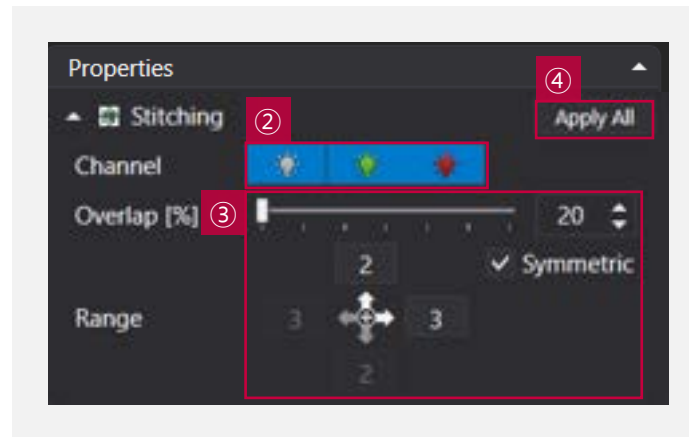 Properties
④
Stitching ② Apply All
Channel
Overlap [%] ③ 20
2 Symmetric
Range 3 3
2